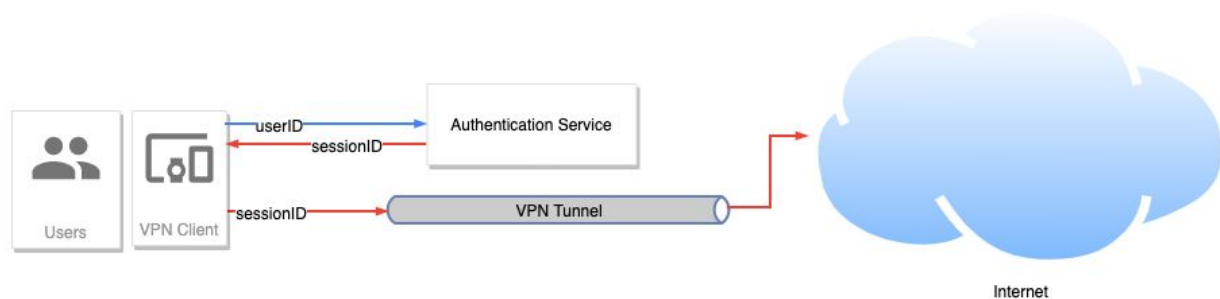 userID
Authentication Service
sessionID
sessionID
VPN Tunnel
Users
VPN Client
Internet